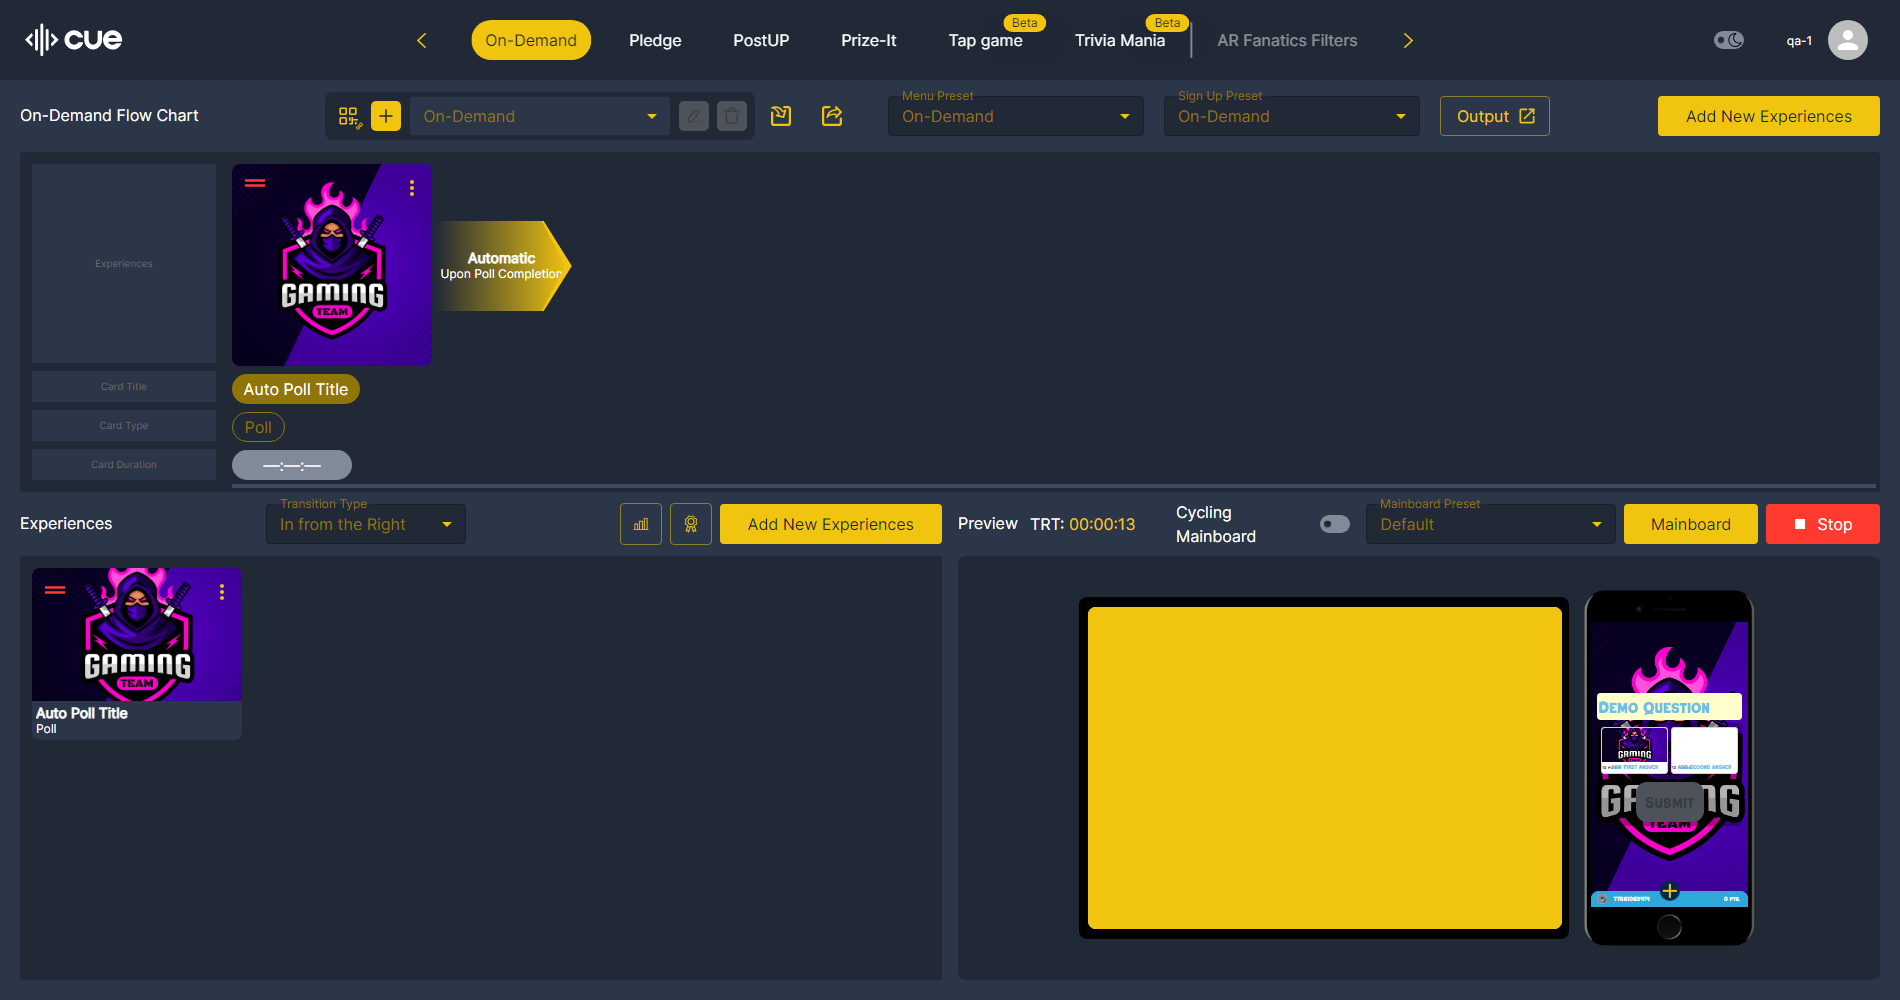 cue
On-Demand
Pledge
PostUP
Prize-It
Tap game
Beta
Trivia Mania
Beta
AR Fanatics Filters
qa-1
On-Demand Flow Chart
On-Demand
Menu Preset
On-Demand
Sign Up Preset
On-Demand
Output
Add New Experiences
Experiences
GAMING
TEAM
Automatic
Upon Poll Completion
Card Title
Auto Poll Title
Card Type
Poll
Card Duration
—:—:—
Experiences
Transition Type
In from the Right
Add New Experiences
Preview
TRT: 00:00:13
Cycling
Mainboard
Mainboard Preset
Default
Mainboard
Stop
GAMING
TEAM
Auto Poll Title
Poll
Demo Question
GAMING
Submit
TEAM
0 PTS.